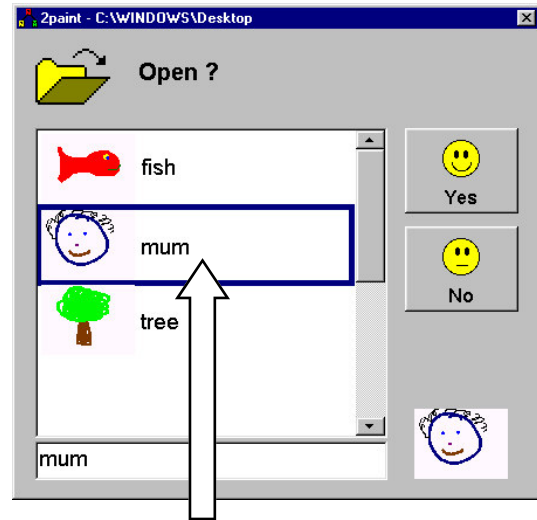 2paint - C:\WINDOWS\Desktop
Open ?
fish
mum
tree
Yes
No
mum